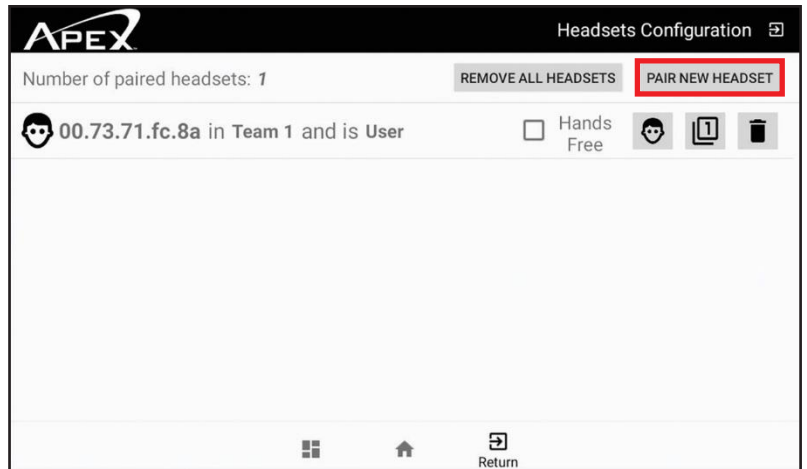 APEX
Headsets Configuration
Number of paired headsets: 1
REMOVE ALL HEADSETS
PAIR NEW HEADSET
00.73.71.fc.8a in Team 1 and is User
Hands
Free
1
Return